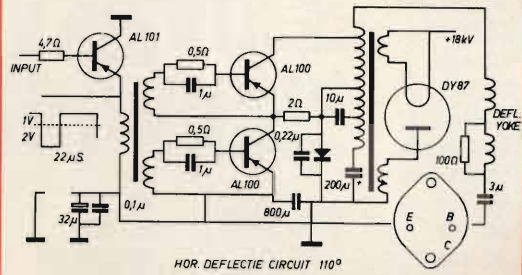 4,7Ω
AL101
INPUT
0,5Ω
1µ
AL100
2Ω
10µ
+18kV
DY87
DEFL.
YOKE
1V
2V
22µS.
0,5Ω
1µ
AL100
0,22µ
200µ
+
100Ω
3µ
32µ
0,1µ
800µ
E
B
C
HOR. DEFLECTIE CIRCUIT 110°